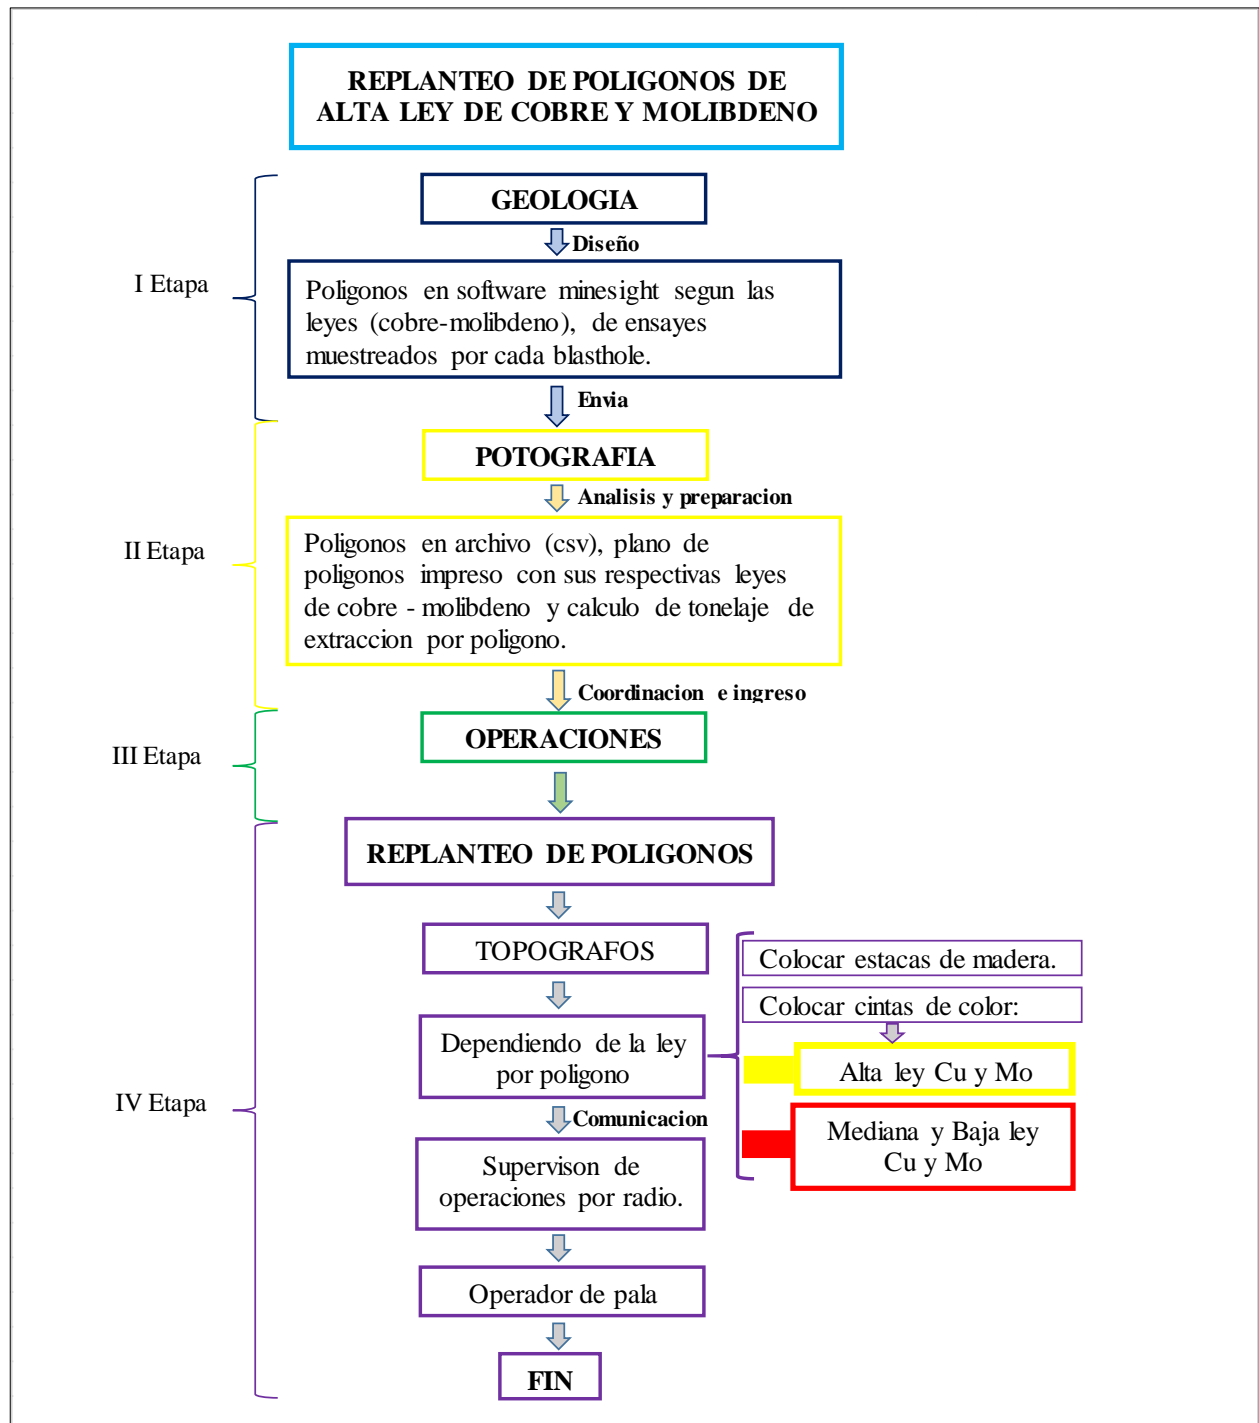 REPLANTEO DE POLIGONOS DE
ALTA LEY DE COBRE Y MOLIBDENO
GEOLOGIA
Diseño
I Etapa
Poligonos en software minesight segun las
leyes (cobre-molibdeno), de ensayes
muestreados por cada blasthole.
Envia
POTOGRAFIA
Analisis y preparacion
II Etapa
Poligonos en archivo (csv), plano de
poligonos impreso con sus respectivas leyes
de cobre - molibdeno y calculo de tonelaje de
extraccion por poligono.
Coordinacion e ingreso
OPERACIONES
III Etapa
REPLANTEO DE POLIGONOS
TOPOGRAFOS
Colocar estacas de madera.
Colocar cintas de color:
Dependiendo de la ley
por poligono
Alta ley Cu y Mo
IV Etapa
Comunicacion
Mediana y Baja ley
Cu y Mo
Supervison de
operaciones por radio.
Operador de pala
FIN